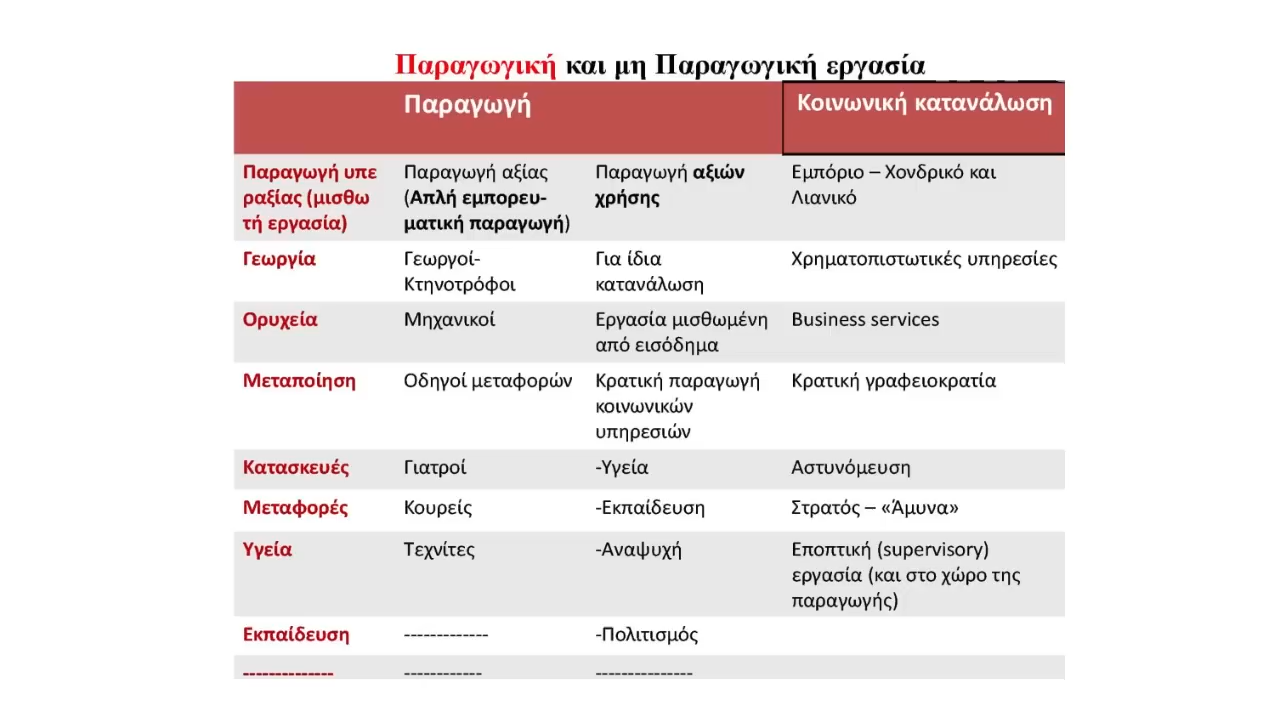 Παραγωγική και μη Παραγωγική εργασία
Παραγωγή
Κοινωνική κατανάλωση
Παραγωγή υπε
ραξίας (μισθω
τή εργασία)
Παραγωγή αξίας
(Απλή εμπορευ-
ματική παραγωγή)
Παραγωγή αξιών
χρήσης
Εμπόριο – Χονδρικό και
Λιανικό
Γεωργία
Γεωργοί-
Κτηνοτρόφοι
Για ίδια
κατανάλωση
Χρηματοπιστωτικές υπηρεσίες
Ορυχεία
Μηχανικοί
Εργασία μισθωμένη
από εισόδημα
Business services
Μεταποίηση
Οδηγοί μεταφορών
Κρατική παραγωγή
κοινωνικών
υπηρεσιών
Κρατική γραφειοκρατία
Κατασκευές
Γιατροί
-Υγεία
Αστυνόμευση
Μεταφορές
Κουρείς
-Εκπαίδευση
Στρατός – «Άμυνα»
Υγεία
Τεχνίτες
-Αναψυχή
Εποπτική (supervisory)
εργασία (και στο χώρο της
παραγωγής)
Εκπαίδευση
-------------
-Πολιτισμός
--------------
------------
---------------